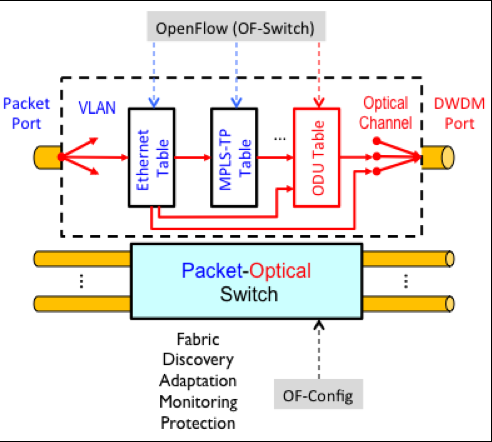 OpenFlow (OF-Switch)
Packet
Port
VLAN
Ethernet
Table
MPLS-TP
Table
...
ODU Table
Optical
Channel
DWDM
Port
Packet-Optical
Switch
...
...
Fabric
Discovery
Adaptation
Monitoring
Protection
OF-Config